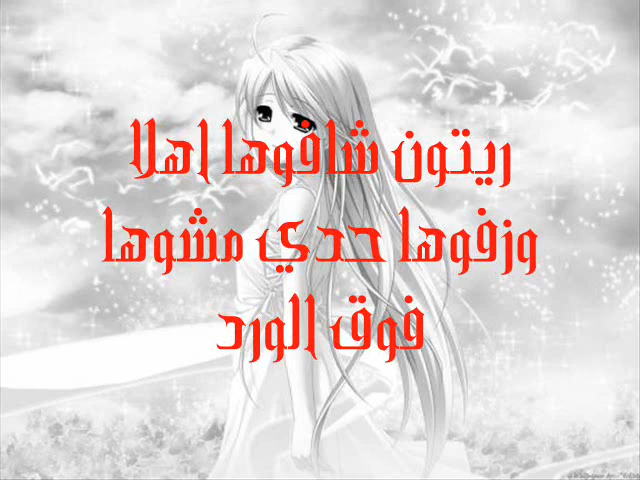 ريتون شافوها اهلا
وزفوها حدي مشوها
فوق الورد